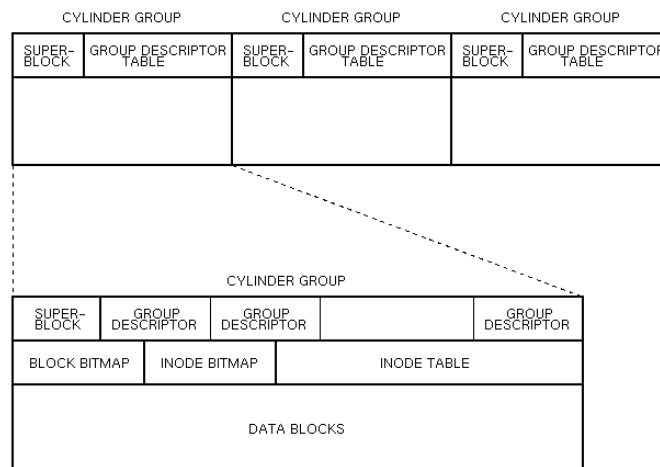 CYLINDER GROUP CYLINDER GROUP CYLINDER GROUP
SUPER- GROUP DESCRIPTOR SUPER- GROUP DESCRIPTOR SUPER- GROUP DESCRIPTOR
BLOCK TABLE BLOCK TABLE BLOCK TABLE
CYLINDER GROUP
SUPER- GROUP GROUP GROUP
BLOCK DESCRIPTOR DESCRIPTOR DESCRIPTOR
BLOCK BITMAP INODE BITMAP INODE TABLE
DATA BLOCKS